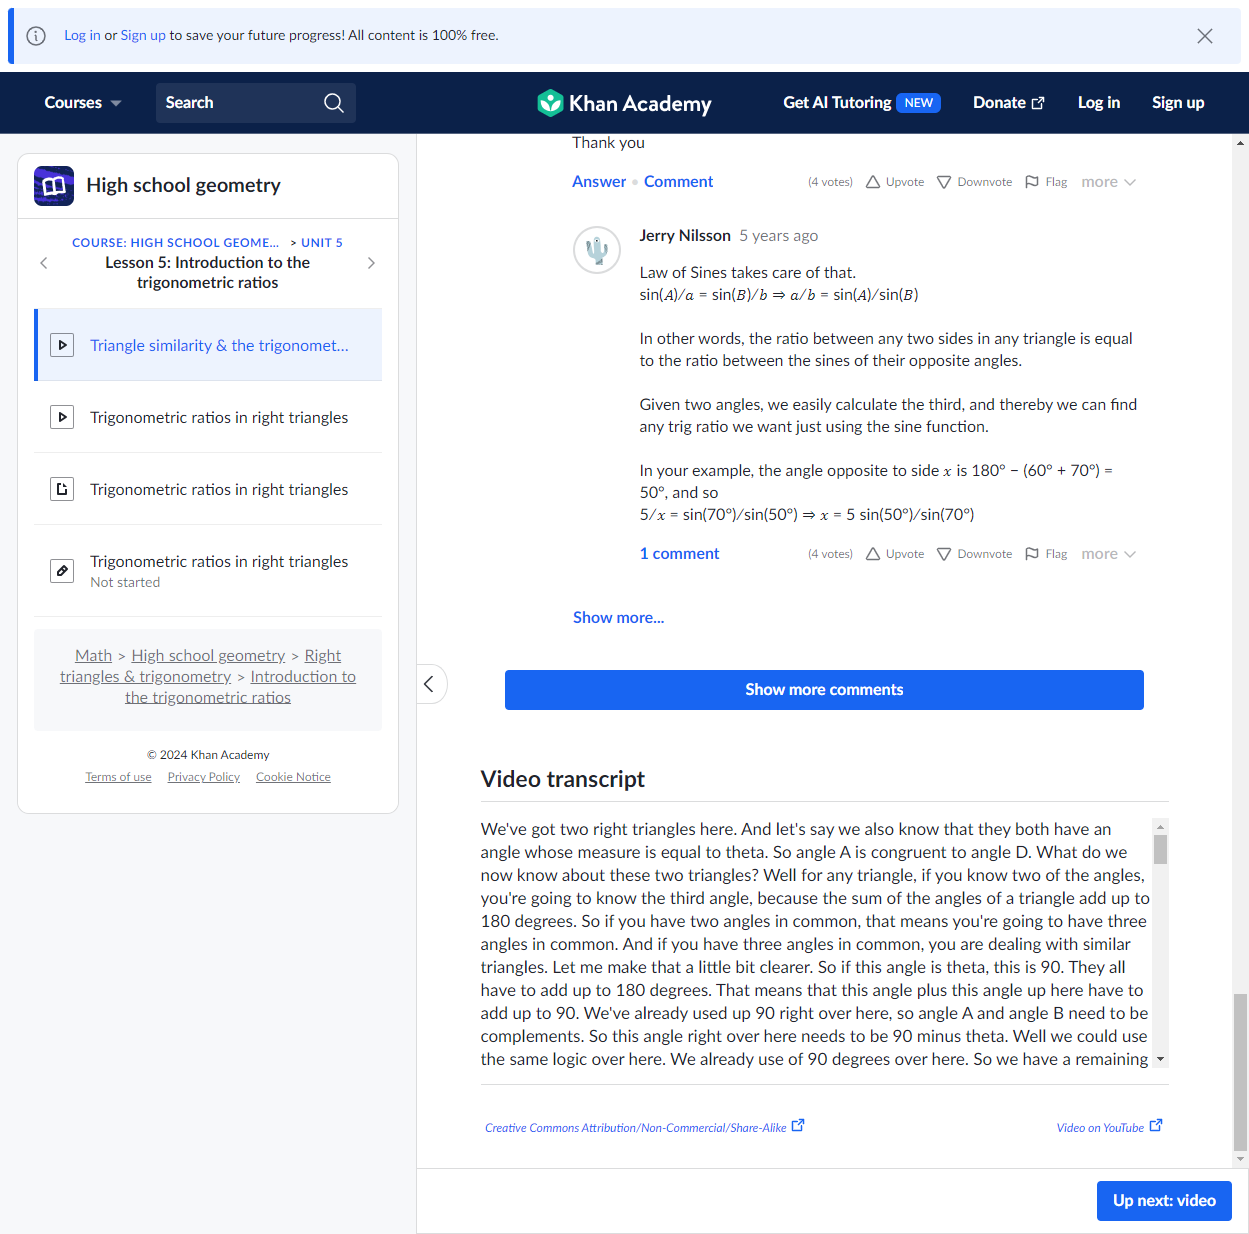 Log in or Sign up to save your future progress! All content is 100% free.
Courses
Search
Khan Academy
Get AI Tutoring NEW
Donate
Log in
Sign up
High school geometry
COURSE: HIGH SCHOOL GEOME... > UNIT 5
Lesson 5: Introduction to the
trigonometric ratios
Triangle similarity & the trigonomet...
Trigonometric ratios in right triangles
Trigonometric ratios in right triangles
Trigonometric ratios in right triangles
Not started
Math > High school geometry > Right
triangles & trigonometry > Introduction to
the trigonometric ratios
© 2024 Khan Academy
Terms of use Privacy Policy Cookie Notice
Thank you
Answer • Comment (4 votes) Upvote Downvote Flag more
Jerry Nilsson 5 years ago
Law of Sines takes care of that.
sin(𝐴)/𝑎 = sin(𝐵)/𝑏 ⇒ 𝑎/𝑏 = sin(𝐴)/sin(𝐵)
In other words, the ratio between any two sides in any triangle is equal
to the ratio between the sines of their opposite angles.
Given two angles, we easily calculate the third, and thereby we can find
any trig ratio we want just using the sine function.
In your example, the angle opposite to side 𝑥 is 180° − (60° + 70°) =
50°, and so
5/𝑥 = sin(70°)/sin(50°) ⇒ 𝑥 = 5 sin(50°)/sin(70°)
1 comment (4 votes) Upvote Downvote Flag more
Show more...
Show more comments
Video transcript
We've got two right triangles here. And let's say we also know that they both have an
angle whose measure is equal to theta. So angle A is congruent to angle D. What do we
now know about these two triangles? Well for any triangle, if you know two of the angles,
you're going to know the third angle, because the sum of the angles of a triangle add up to
180 degrees. So if you have two angles in common, that means you're going to have three
angles in common. And if you have three angles in common, you are dealing with similar
triangles. Let me make that a little bit clearer. So if this angle is theta, this is 90. They all
have to add up to 180 degrees. That means that this angle plus this angle up here have to
add up to 90. We've already used up 90 right over here, so angle A and angle B need to be
complements. So this angle right over here needs to be 90 minus theta. Well we could use
the same logic over here. We already use of 90 degrees over here. So we have a remaining
Creative Commons Attribution/Non-Commercial/Share-Alike
Video on YouTube
Up next: video